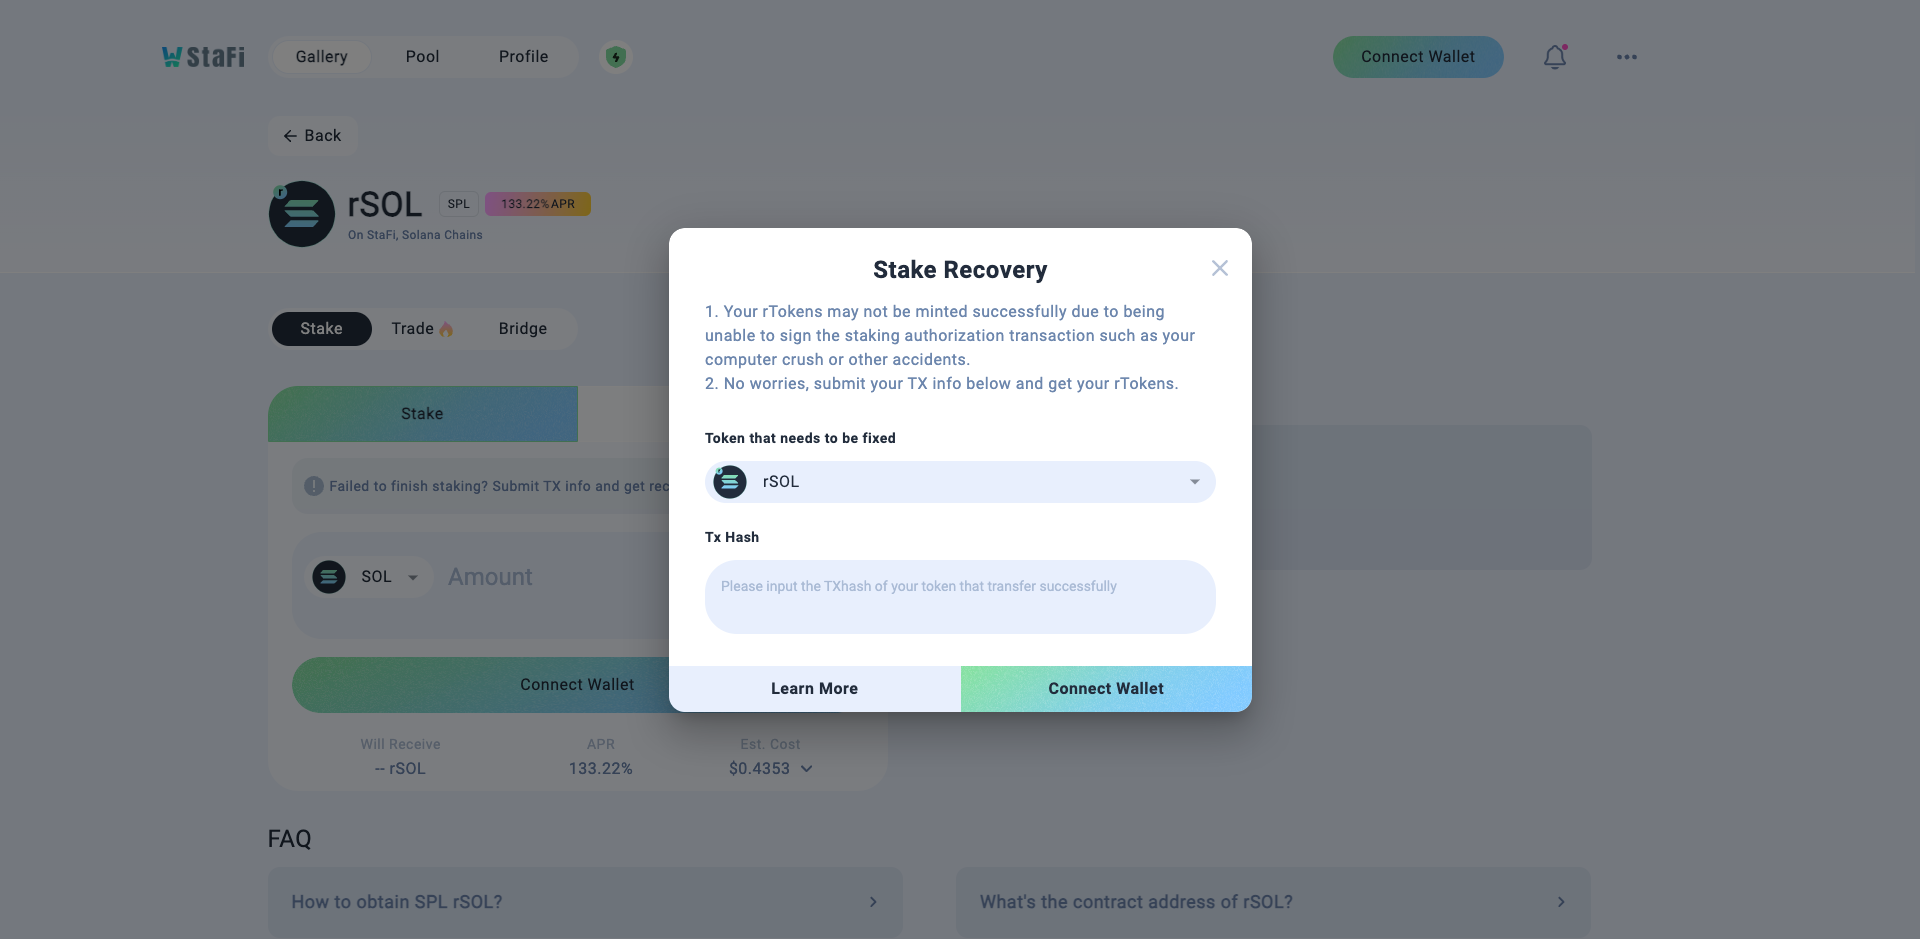 StaFi
Gallery
Pool
Profile
Connect Wallet
Back
r
rSOL
SPL
133.22% APR
On StaFi, Solana Chains
Stake
Trade
Bridge
Stake
Failed to finish staking? Submit TX info and get rec
SOL
Amount
Connect Wallet
Will Receive
APR
Est. Cost
-- rSOL
133.22%
$0.4353
Stake Recovery
1. Your rTokens may not be minted successfully due to being
unable to sign the staking authorization transaction such as your
computer crush or other accidents.
2. No worries, submit your TX info below and get your rTokens.
Token that needs to be fixed
rSOL
Tx Hash
Please input the TXhash of your token that transfer successfully
Learn More
Connect Wallet
FAQ
How to obtain SPL rSOL?
What's the contract address of rSOL?